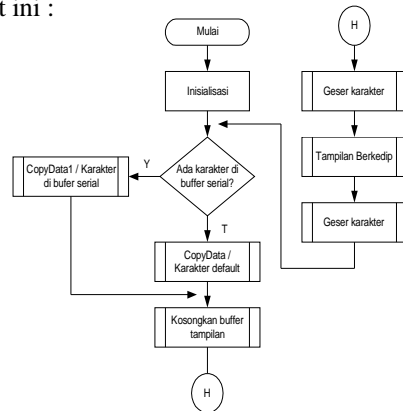 t ini :
Mulai
Inisialisasi
Ada karakter di
buffer serial?
Y
CopyData1 / Karakter
di bufer serial
T
CopyData /
Karakter default
Kosongkan buffer
tampilan
H
H
Geser karakter
Tampilan Berkedip
Geser karakter